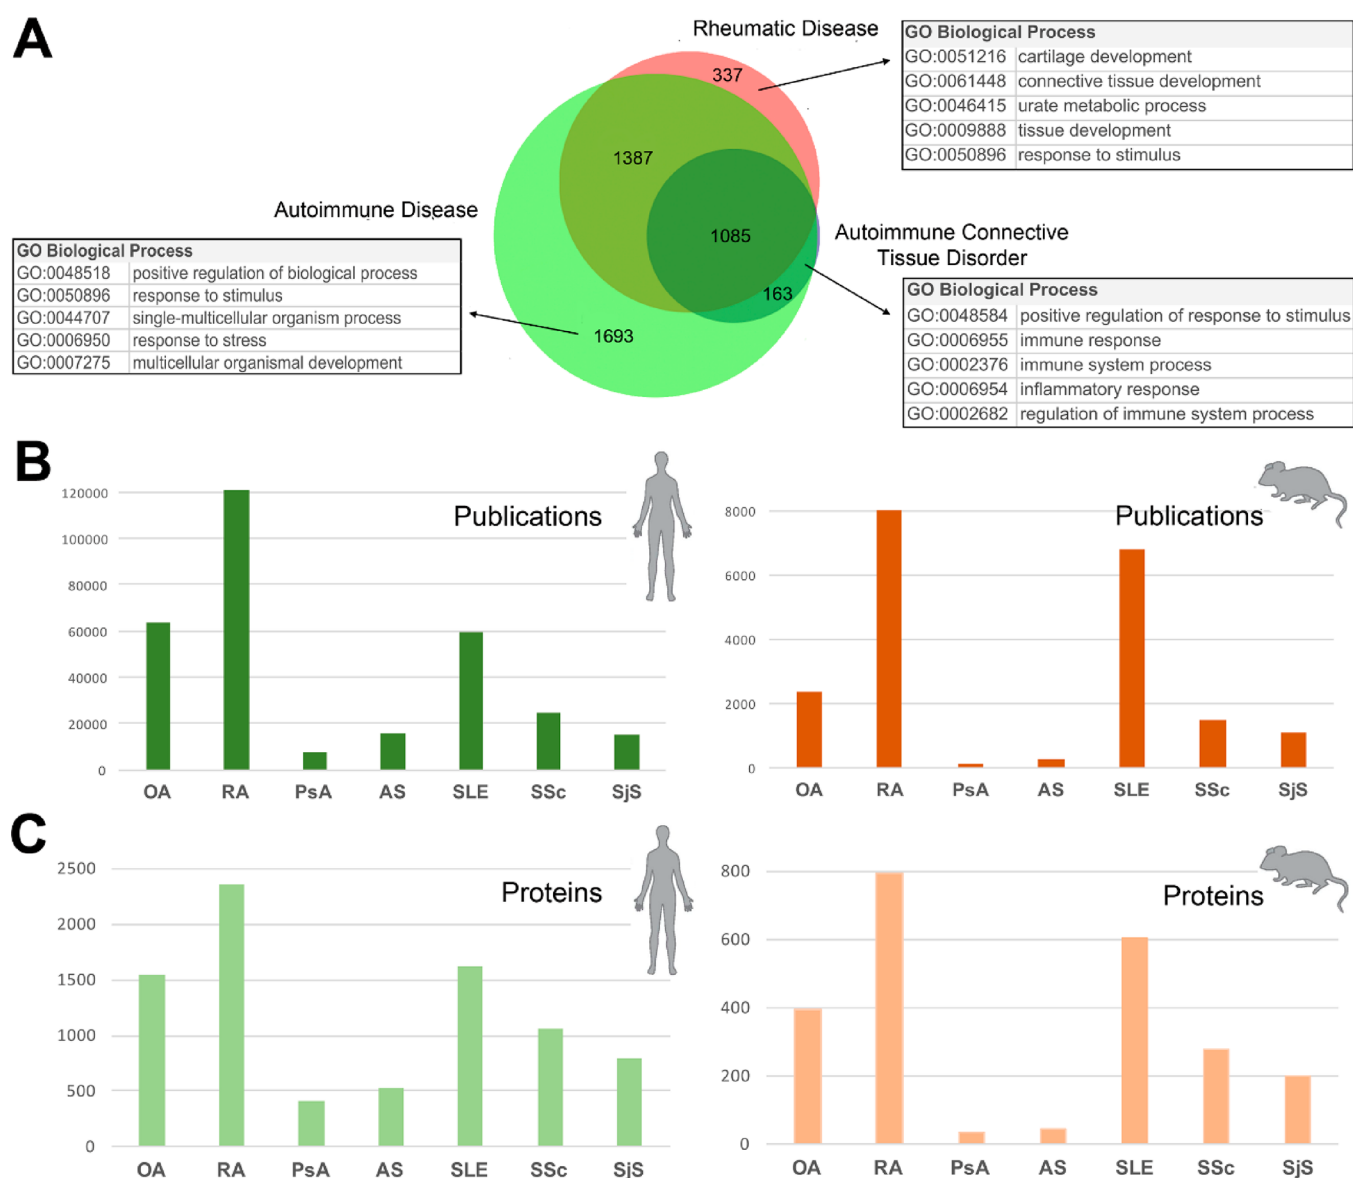 A
Rheumatic Disease
337
1387
1085
163
1693
GO Biological Process
GO:0051216 cartilage development
GO:0061448 connective tissue development
GO:0046415 urate metabolic process
GO:0009888 tissue development
GO:0050896 response to stimulus
Autoimmune Disease
GO Biological Process
GO:0048518 positive regulation of biological process
GO:0050896 response to stimulus
GO:0044707 single-multicellular organism process
GO:0006950 response to stress
GO:0007275 multicellular organismal development
Autoimmune Connective
Tissue Disorder
GO Biological Process
GO:0048584 positive regulation of response to stimulus
GO:0006955 immune response
GO:0002376 immune system process
GO:0006954 inflammatory response
GO:0002682 regulation of immune system process
B
Publications
120000
100000
80000
60000
40000
20000
0
OA RA PsA AS SLE SSc SjS
Publications
8000
6000
4000
2000
0
OA RA PsA AS SLE SSc SjS
C
Proteins
2500
2000
1500
1000
500
0
OA RA PsA AS SLE SSc SjS
Proteins
800
600
400
200
0
OA RA PsA AS SLE SSc SjS